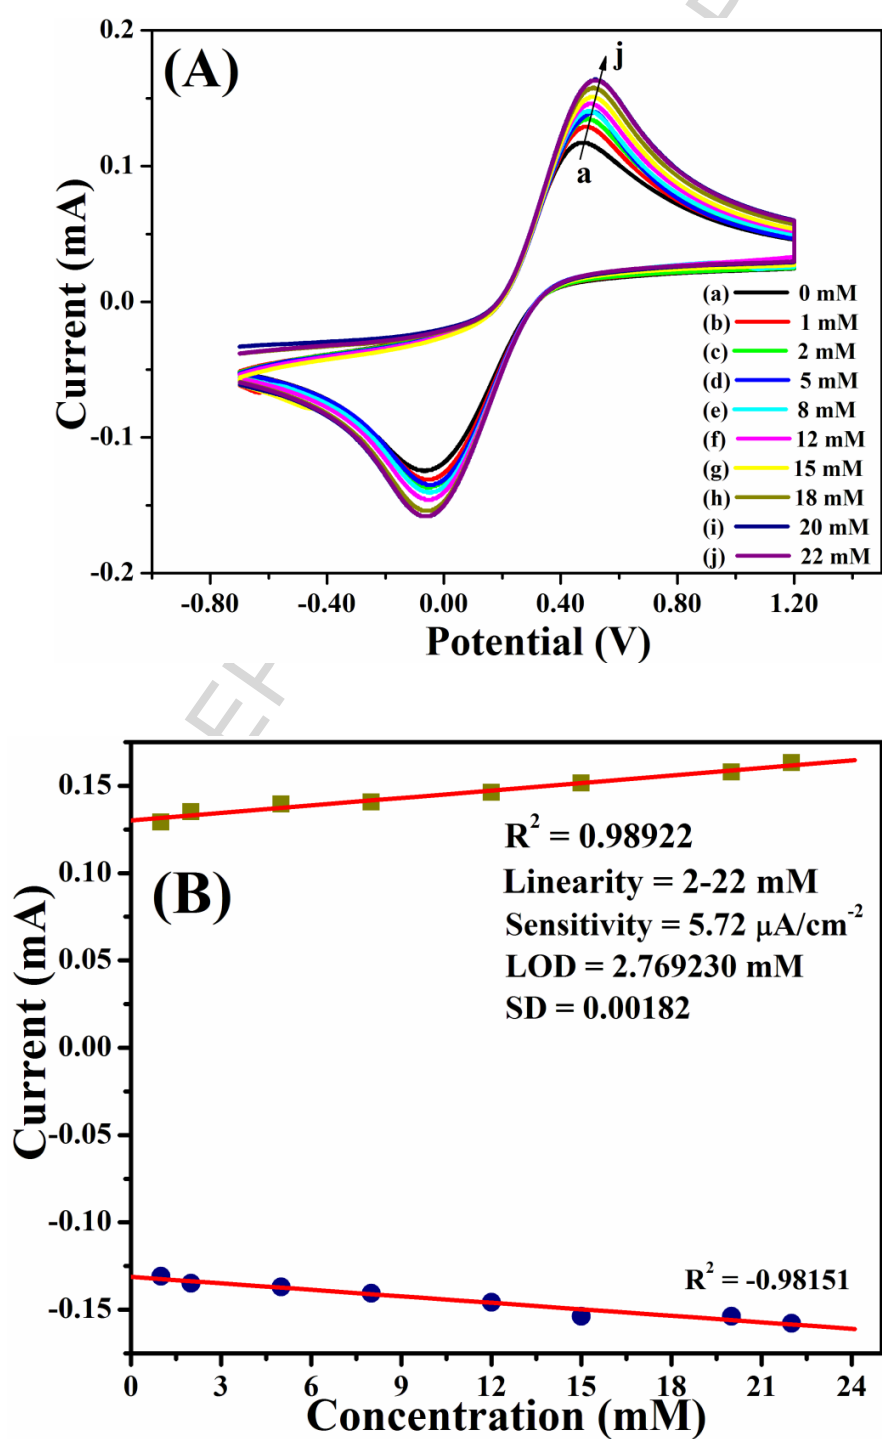 (A)
j
a
0.2
0.1
0.0
-0.1
-0.2
Current (mA)
(a) 0 mM
(b) 1 mM
(c) 2 mM
(d) 5 mM
(e) 8 mM
(f) 12 mM
(g) 15 mM
(h) 18 mM
(i) 20 mM
(j) 22 mM
-0.80 -0.40 0.00 0.40 0.80 1.20
Potential (V)
(B)
0.15
0.10
0.05
0.00
-0.05
-0.10
-0.15
Current (mA)
R² = 0.98922
Linearity = 2-22 mM
Sensitivity = 5.72 µA/cm⁻²
LOD = 2.769230 mM
SD = 0.00182
R² = -0.98151
0 3 6 9 12 15 18 21 24
Concentration (mM)